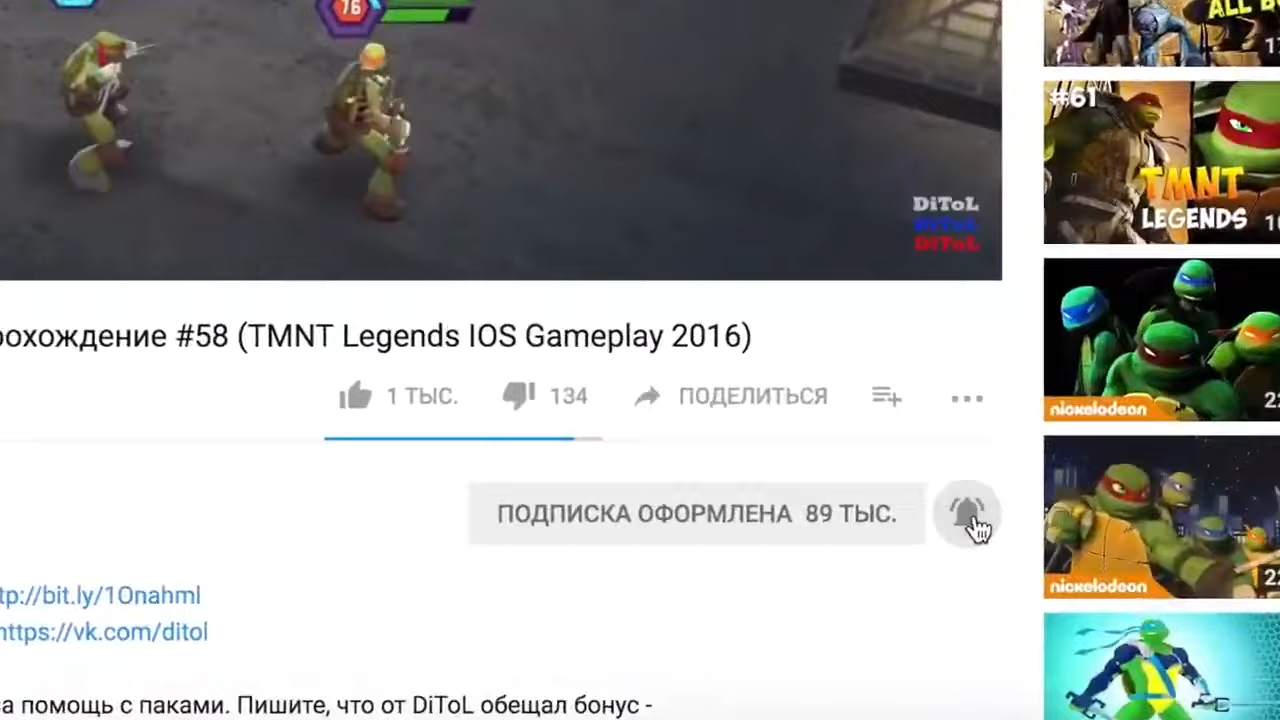 76
ALL
#61
TMNT
LEGENDS
DiToL
DiToL
DiToL
#58 (TMNT Legends IOS Gameplay 2016)
1 ТЫС.
134
ПОДЕЛИТЬСЯ
nickelodeon
ПОДПИСКА ОФОРМЛЕНА 89 ТЫС.
nickelodeon
tp://bit.ly/1Onahml
https://vk.com/ditol
помощь с паками. Пишите, что от DiToL обещал бонус -